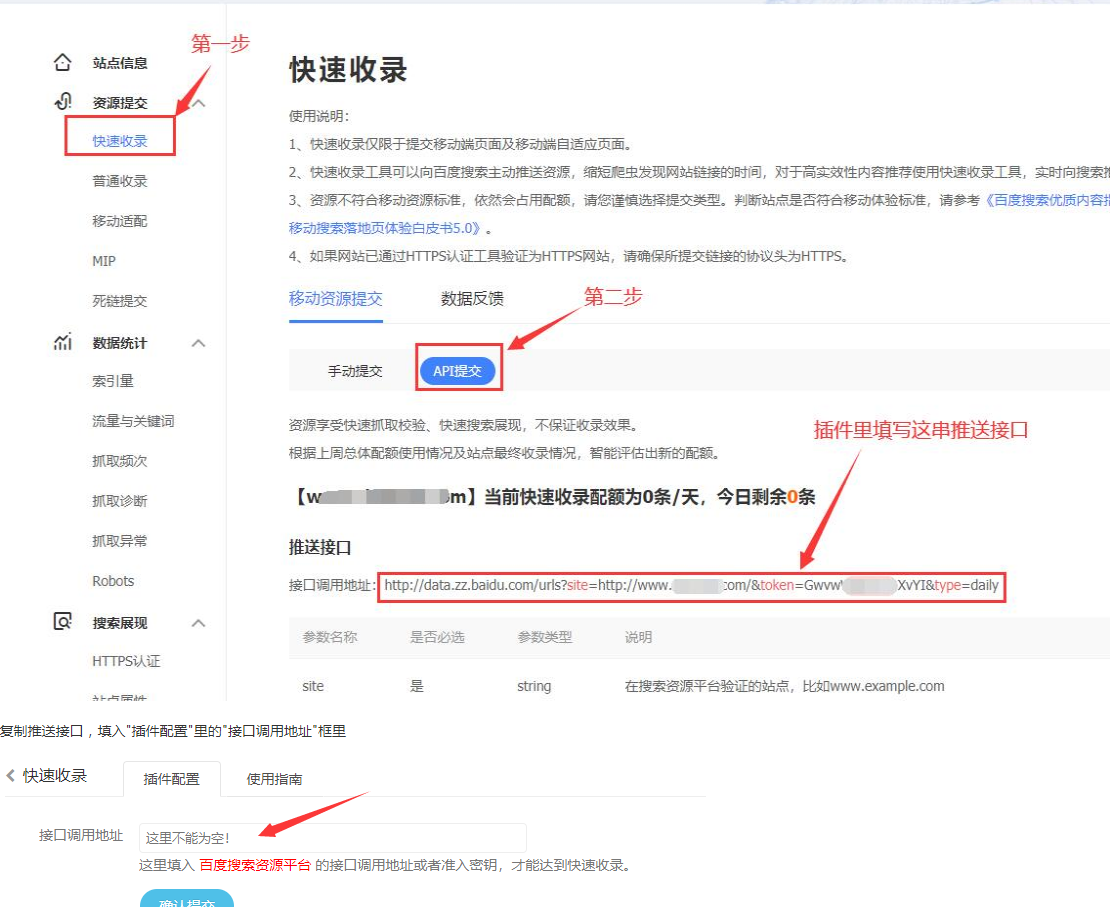 第一步
站点信息
资源提交
快速收录
普通收录
移动适配
MIP
死链提交
数据统计
索引量
流量与关键词
抓取频次
抓取诊断
抓取异常
Robots
搜索展现
HTTPS认证
站点属性
快速收录
使用说明：
1、快速收录仅限于提交移动端页面及移动端自适应页面。
2、快速收录工具可以向百度搜索主动推送资源，缩短爬虫发现网站链接的时间，对于高实效性内容推荐使用快速收录工具，实时向搜索推
3、资源不符合移动资源标准，依然会占用配额，请您谨慎选择提交类型。判断站点是否符合移动体验标准，请参考《百度搜索优质内容指
移动搜索落地页体验白皮书5.0》。
4、如果网站已通过HTTPS认证工具验证为HTTPS网站，请确保所提交链接的协议头为HTTPS。
移动资源提交 数据反馈 第二步
手动提交 API提交
资源享受快速抓取校验、快速搜索展现，不保证收录效果。
根据上周总体配额使用情况及站点最终收录情况，智能评估出新的配额。
插件里填写这串推送接口
【w m】当前快速收录配额为0条/天，今日剩余0条
推送接口
接口调用地址: http://data.zz.baidu.com/urls?site=http://www. com/&token=Gwvw XvYI&type=daily
参数名称 是否必选 参数类型 说明
site 是 string 在搜索资源平台验证的站点，比如www.example.com
复制推送接口，填入"插件配置"里的"接口调用地址"框里
快速收录 插件配置 使用指南
接口调用地址 这里不能为空!
这里填入 百度搜索资源平台 的接口调用地址或者准入密钥，才能达到快速收录。
确认提交